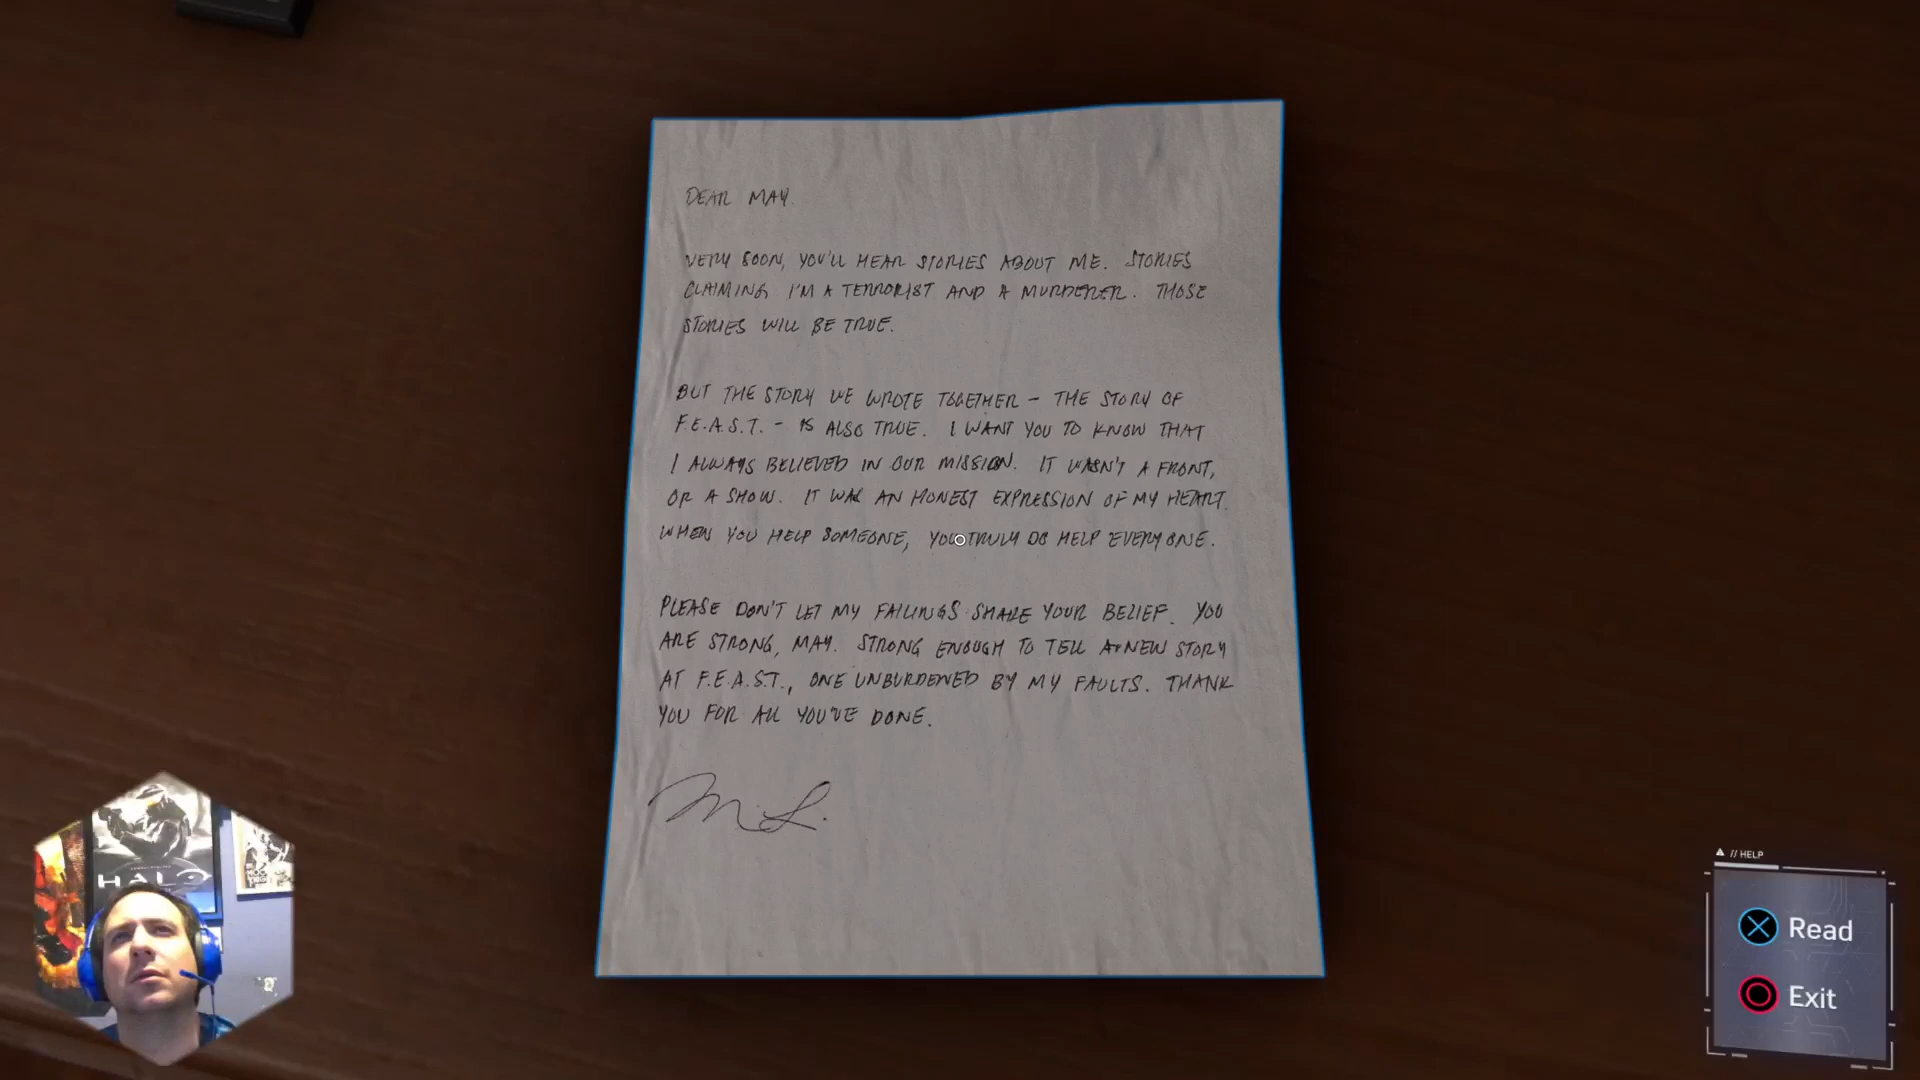 DEAR MAY.
VERY SOON, YOU'LL HEAR STORIES ABOUT ME. STORIES
CLAIMING I'M A TERRORIST AND A MURDERER. THOSE
STORIES WILL BE TRUE.
BUT THE STORY WE WROTE TOGETHER - THE STORY OF
F.E.A.S.T. - IS ALSO TRUE. I WANT YOU TO KNOW THAT
I ALWAYS BELIEVED IN OUR MISSION. IT WASN'T A FRONT,
OR A SHOW. IT WAS AN HONEST EXPRESSION OF MY HEART.
WHEN YOU HELP SOMEONE, YOU TRULY DO HELP EVERYONE.
PLEASE DON'T LET MY FAILINGS SHAKE YOUR BELIEF. YOU
ARE STRONG, MAY. STRONG ENOUGH TO TELL A NEW STORY
AT F.E.A.S.T., ONE UNBURDENED BY MY FAULTS. THANK
YOU FOR ALL YOU'VE DONE.
M L.
HALO
// HELP
Read
Exit